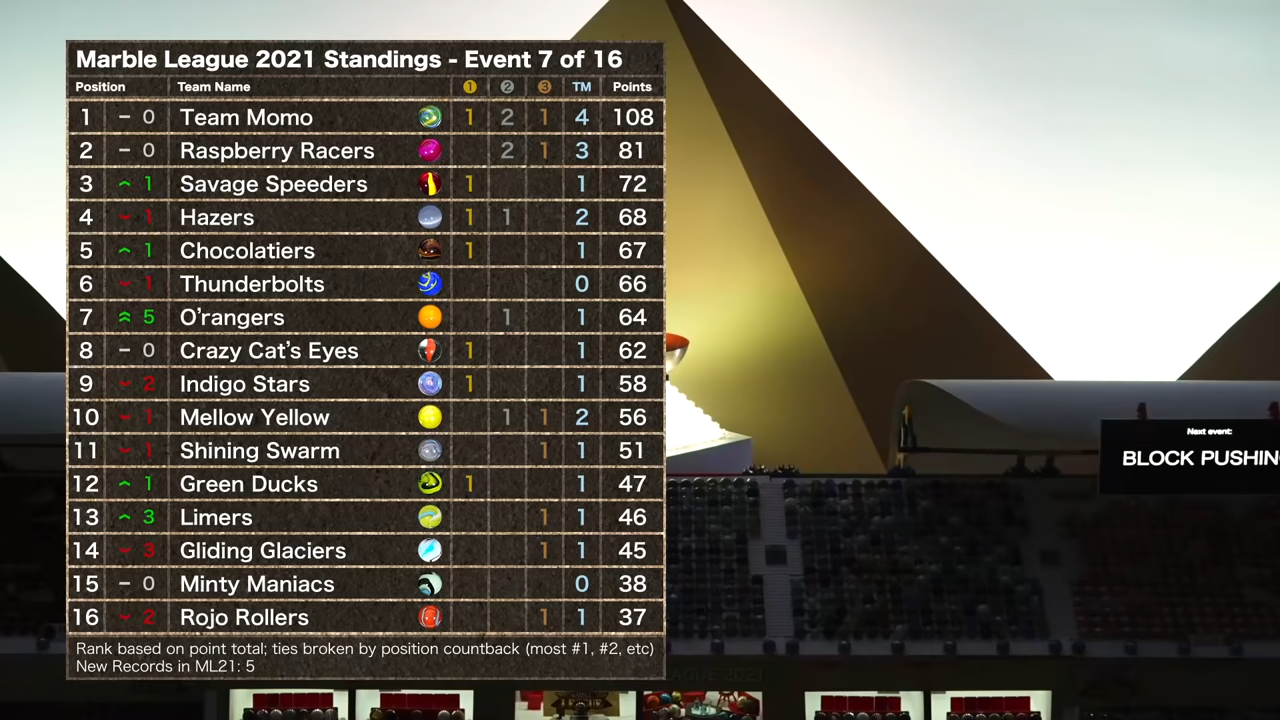 Marble League 2021 Standings - Event 7 of 16
Position Team Name 1 2 3 TM Points
1 – 0 Team Momo 1 2 1 4 108
2 – 0 Raspberry Racers 2 1 3 81
3 1 Savage Speeders 1 1 72
4 1 Hazers 1 1 2 68
5 1 Chocolatiers 1 1 67
6 1 Thunderbolts 0 66
7 5 O’rangers 1 1 64
8 – 0 Crazy Cat’s Eyes 1 1 62
9 2 Indigo Stars 1 1 58
10 1 Mellow Yellow 1 1 2 56
11 1 Shining Swarm 1 1 51
12 1 Green Ducks 1 1 47
13 3 Limers 1 1 46
14 3 Gliding Glaciers 1 1 45
15 – 0 Minty Maniacs 0 38
16 2 Rojo Rollers 1 1 37
Rank based on point total; ties broken by position countback (most #1, #2, etc)
New Records in ML21: 5
Next event:
BLOCK PUSHIN